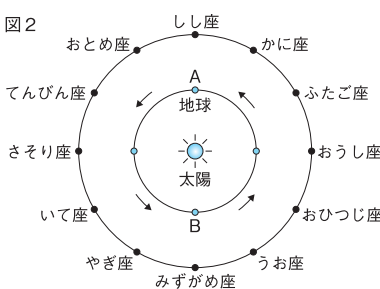 図2
しし座
おとめ座
かに座
A
てんびん座
地球
ふたご座
さそり座
太陽
おうし座
いて座
B
おひつじ座
やぎ座
うお座
みずがめ座